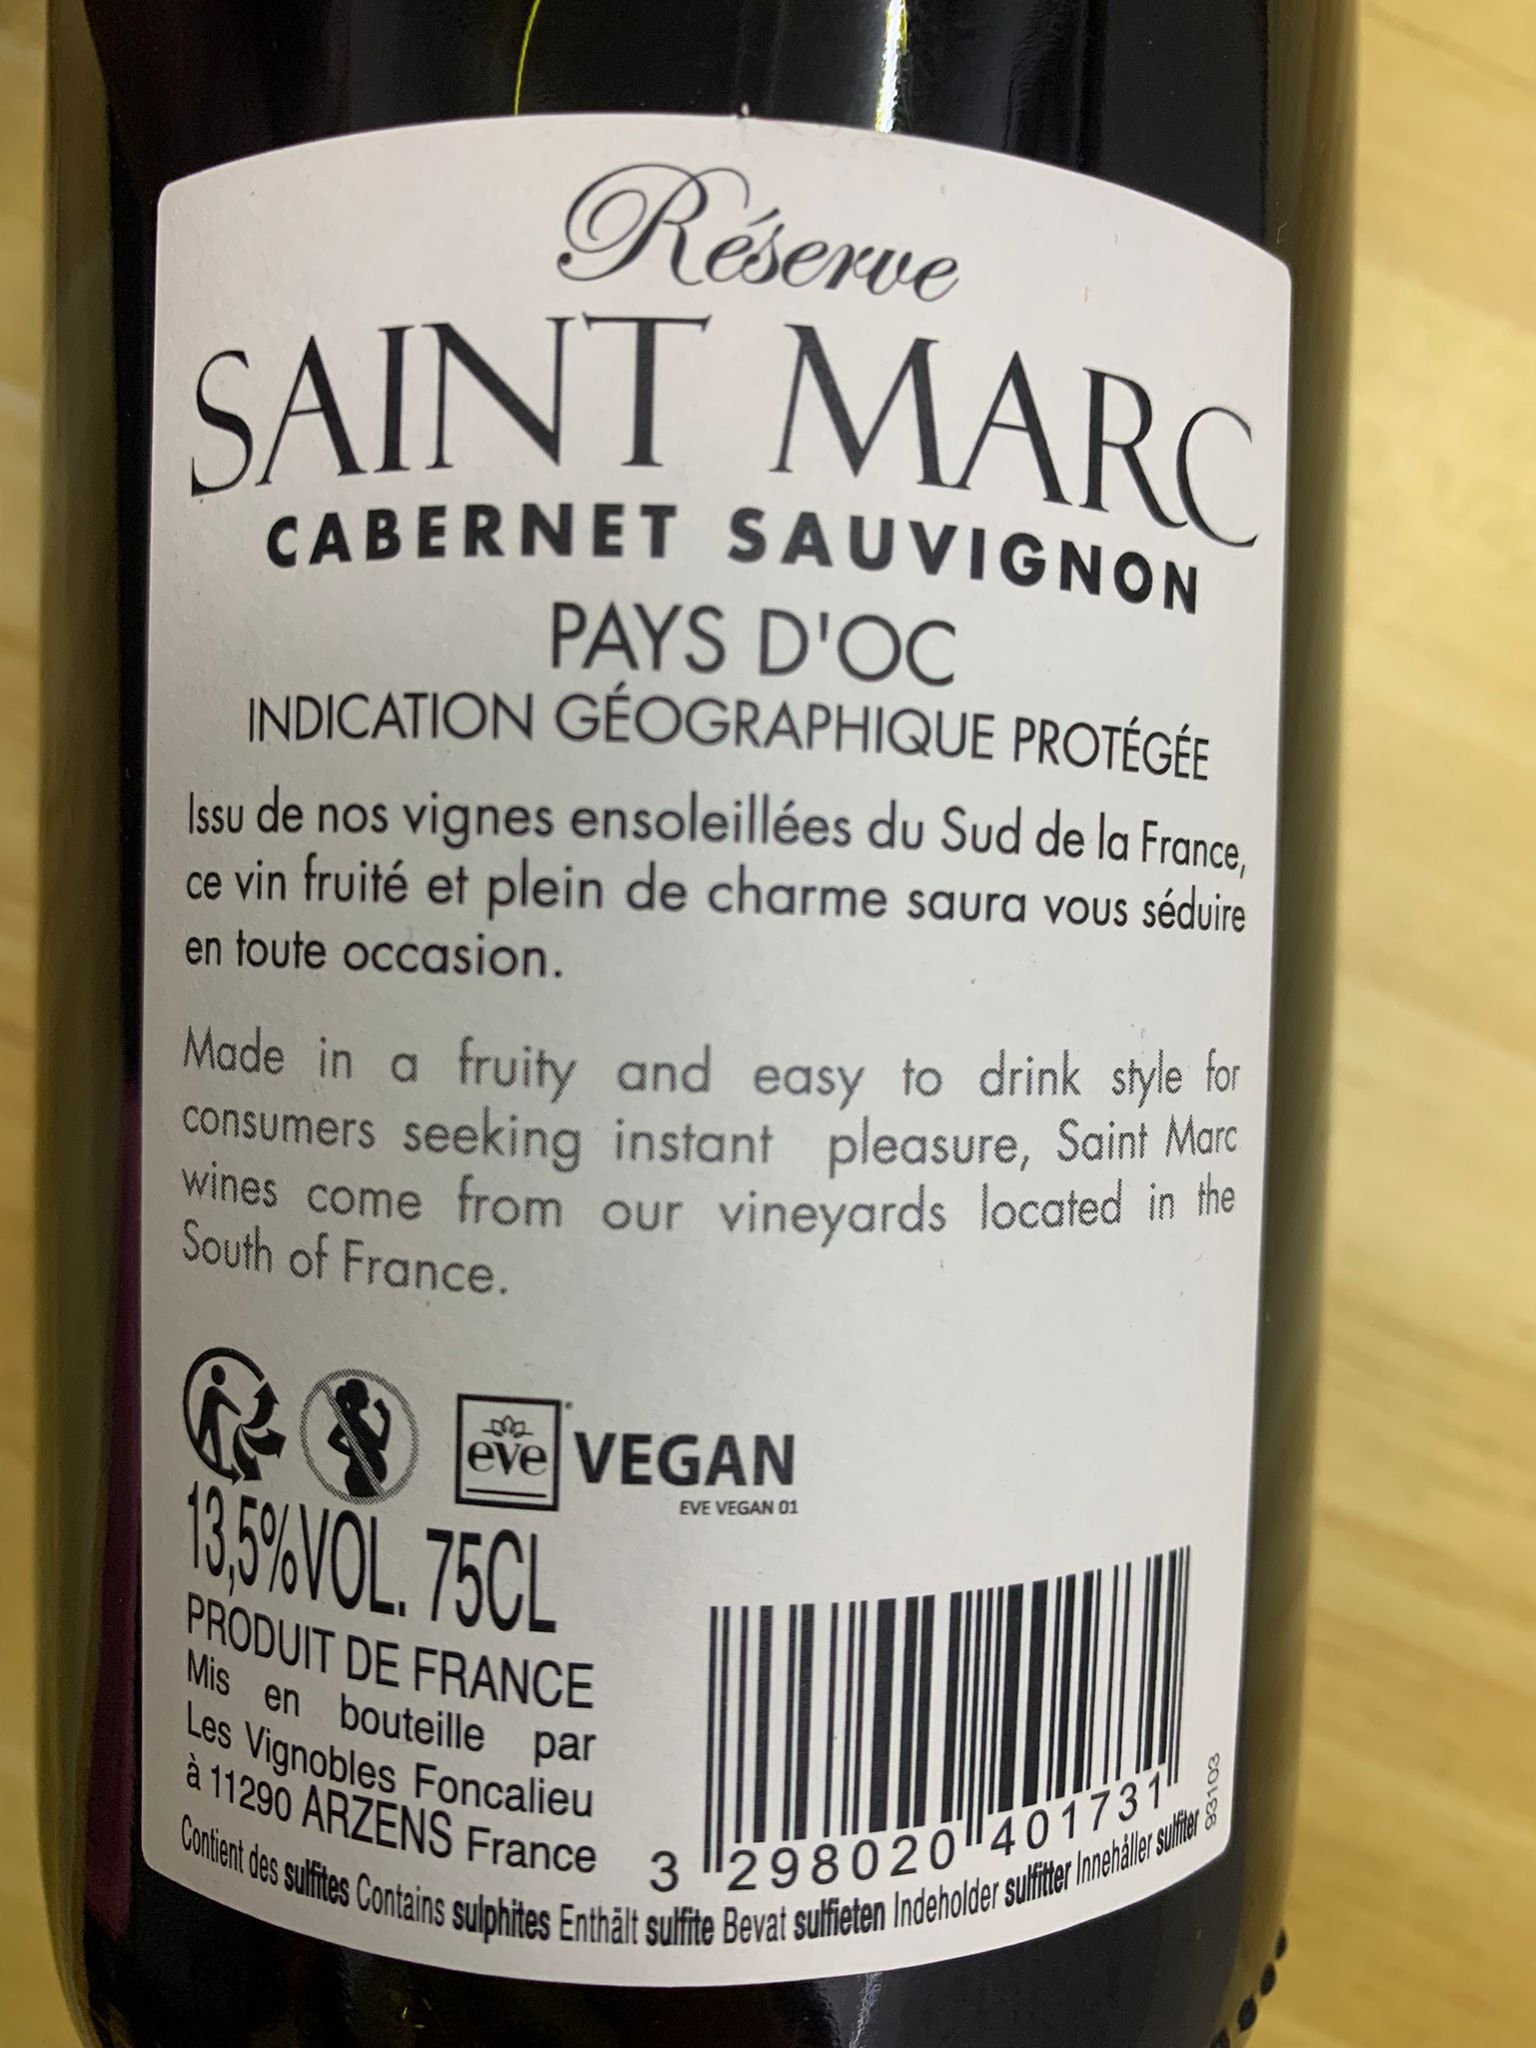 Réserve
SAINT MARC
CABERNET SAUVIGNON
PAYS D'OC
INDICATION GÉOGRAPHIQUE PROTÉGÉE
Issu de nos vignes ensoleillées du Sud de la France,
ce vin fruité et plein de charme saura vous séduire
en toute occasion.
Made in a fruity and easy to drink style for
consumers seeking instant pleasure, Saint Marc
wines come from our vineyards located in the
South of France.
eve VEGAN
EVE VEGAN 01
13,5%VOL. 75CL
PRODUIT DE FRANCE
Mis en bouteille par
Les Vignobles Foncalieu
à 11290 ARZENS France
3 298020 401731
93103
Contient des sulfites Contains sulphites Enthält sulfite Bevat sulfieten Indeholder sulfitter Innehåller sulfiter